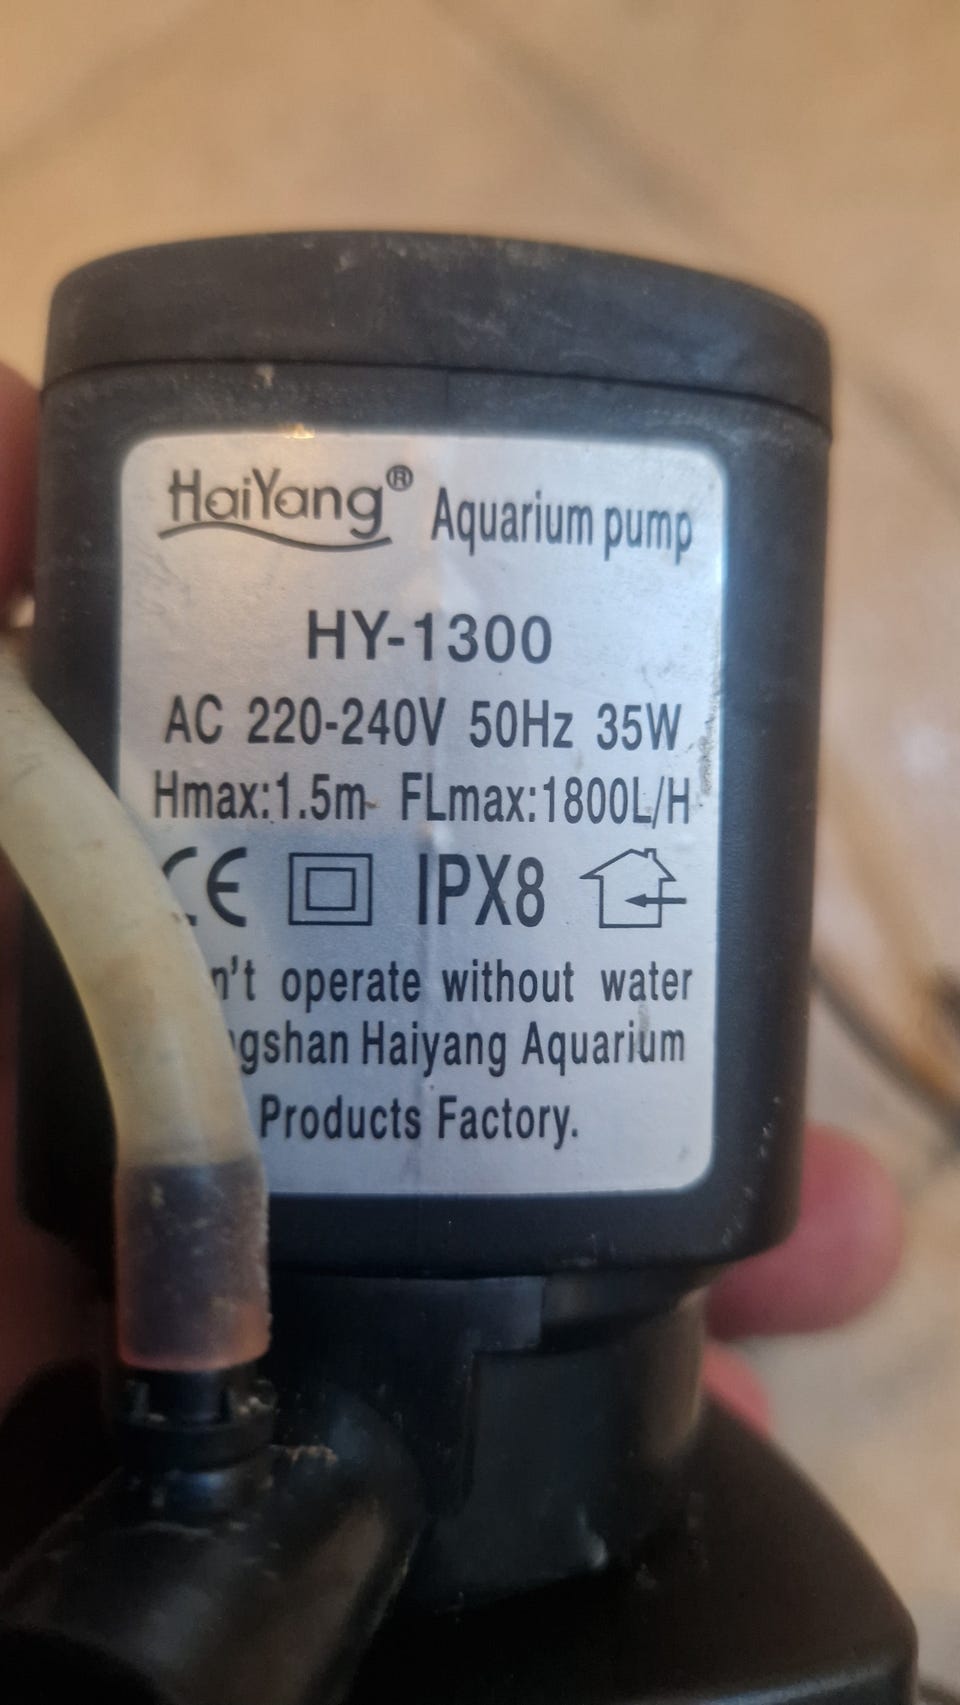 HaiYang® Aquarium pump
HY-1300
AC 220-240V 50Hz 35W
Hmax:1.5m FLmax:1800L/H
CE IPX8
operate without water
Haiyang Aquarium
Products Factory.